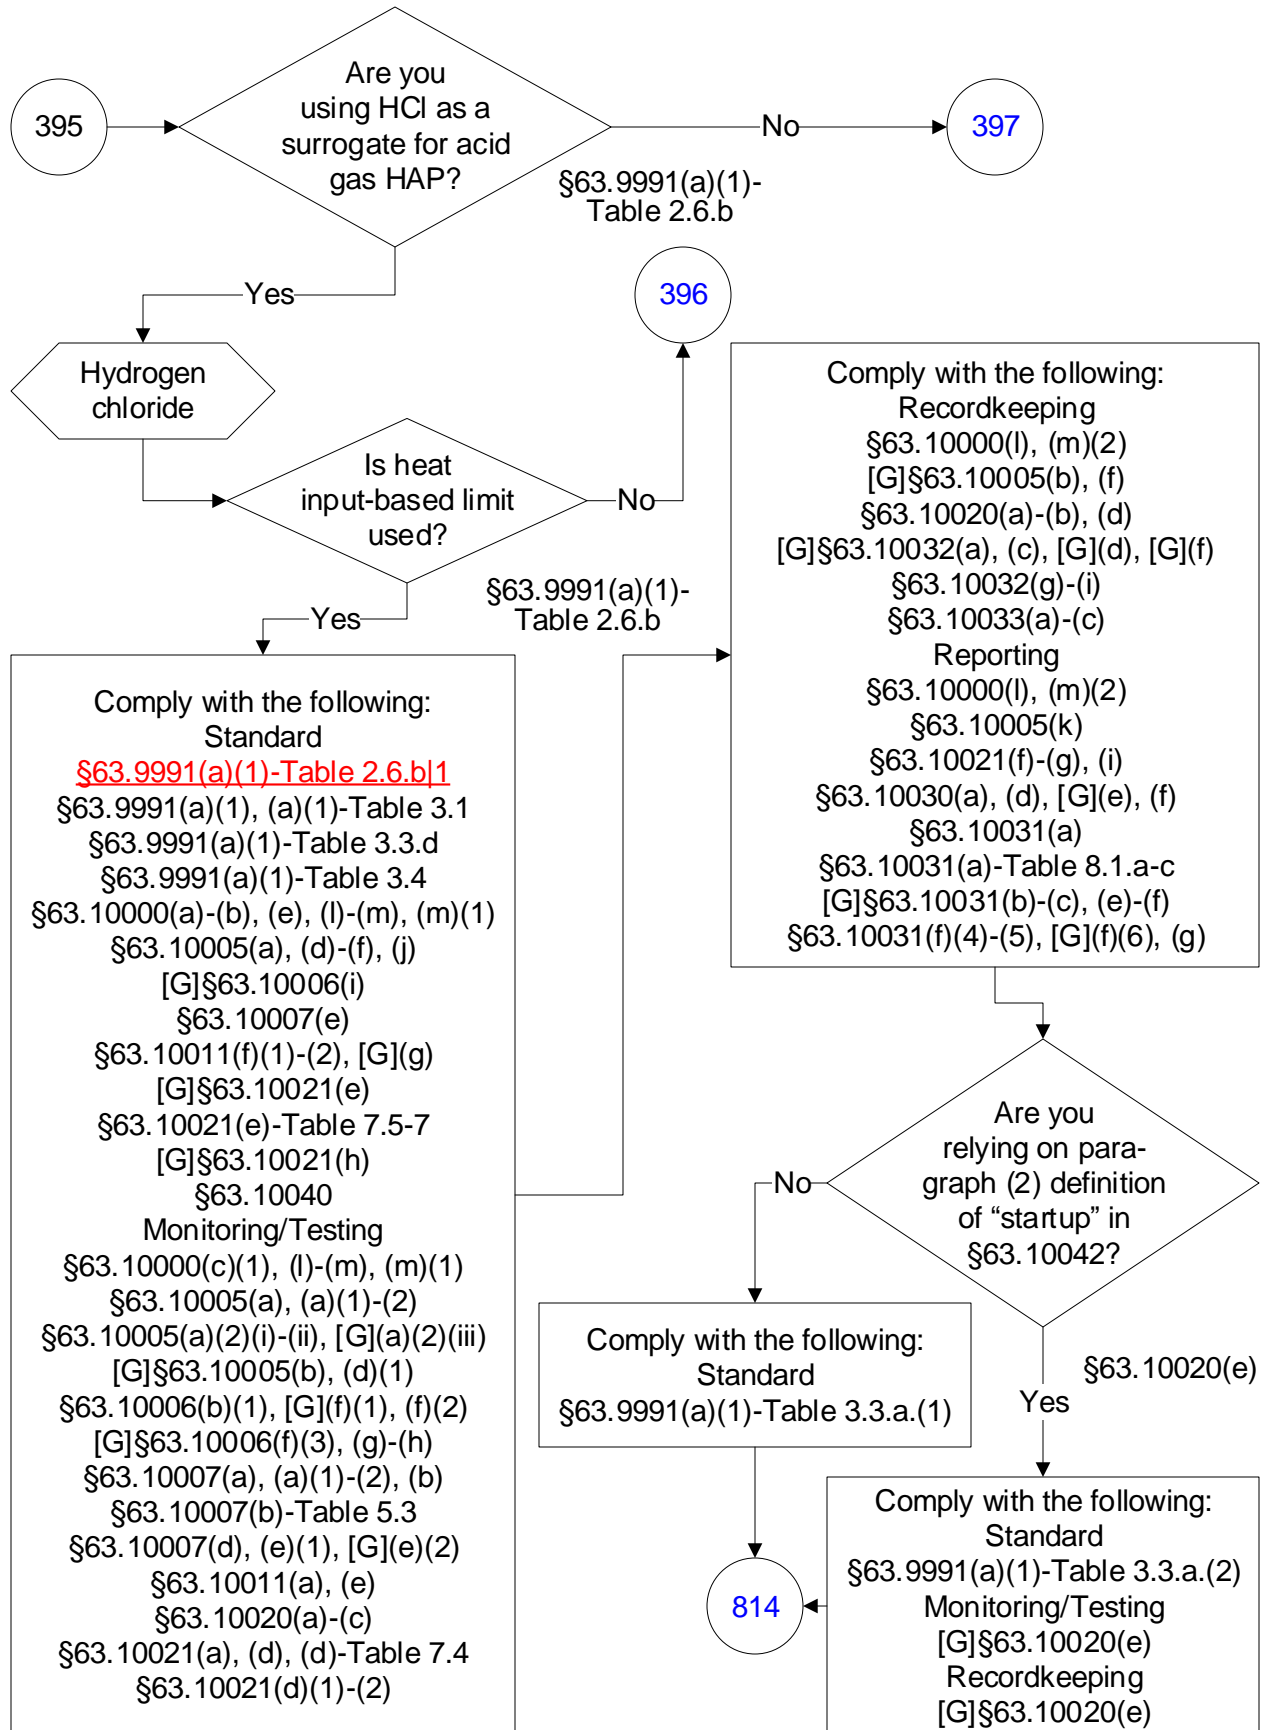 395
Are you
using HCl as a
surrogate for acid
gas HAP?
No
397
§63.9991(a)(1)-
Table 2.6.b
Yes
396
Hydrogen
chloride
Is heat
input-based limit
used?
No
§63.9991(a)(1)-
Table 2.6.b
Yes
Comply with the following:
Standard
§63.9991(a)(1)-Table 2.6.b|1
§63.9991(a)(1), (a)(1)-Table 3.1
§63.9991(a)(1)-Table 3.3.d
§63.9991(a)(1)-Table 3.4
§63.10000(a)-(b), (e), (l)-(m), (m)(1)
§63.10005(a), (d)-(f), (j)
[G]§63.10006(i)
§63.10007(e)
§63.10011(f)(1)-(2), [G](g)
[G]§63.10021(e)
§63.10021(e)-Table 7.5-7
[G]§63.10021(h)
§63.10040
Monitoring/Testing
§63.10000(c)(1), (l)-(m), (m)(1)
§63.10005(a), (a)(1)-(2)
§63.10005(a)(2)(i)-(ii), [G](a)(2)(iii)
[G]§63.10005(b), (d)(1)
§63.10006(b)(1), [G](f)(1), (f)(2)
[G]§63.10006(f)(3), (g)-(h)
§63.10007(a), (a)(1)-(2), (b)
§63.10007(b)-Table 5.3
§63.10007(d), (e)(1), [G](e)(2)
§63.10011(a), (e)
§63.10020(a)-(c)
§63.10021(a), (d), (d)-Table 7.4
§63.10021(d)(1)-(2)
Comply with the following:
Recordkeeping
§63.10000(l), (m)(2)
[G]§63.10005(b), (f)
§63.10020(a)-(b), (d)
[G]§63.10032(a), (c), [G](d), [G](f)
§63.10032(g)-(i)
§63.10033(a)-(c)
Reporting
§63.10000(l), (m)(2)
§63.10005(k)
§63.10021(f)-(g), (i)
§63.10030(a), (d), [G](e), (f)
§63.10031(a)
§63.10031(a)-Table 8.1.a-c
[G]§63.10031(b)-(c), (e)-(f)
§63.10031(f)(4)-(5), [G](f)(6), (g)
Are you
relying on para-
graph (2) definition
of “startup” in
§63.10042?
No
§63.10020(e)
Yes
Comply with the following:
Standard
§63.9991(a)(1)-Table 3.3.a.(1)
Comply with the following:
Standard
§63.9991(a)(1)-Table 3.3.a.(2)
Monitoring/Testing
[G]§63.10020(e)
Recordkeeping
[G]§63.10020(e)
814